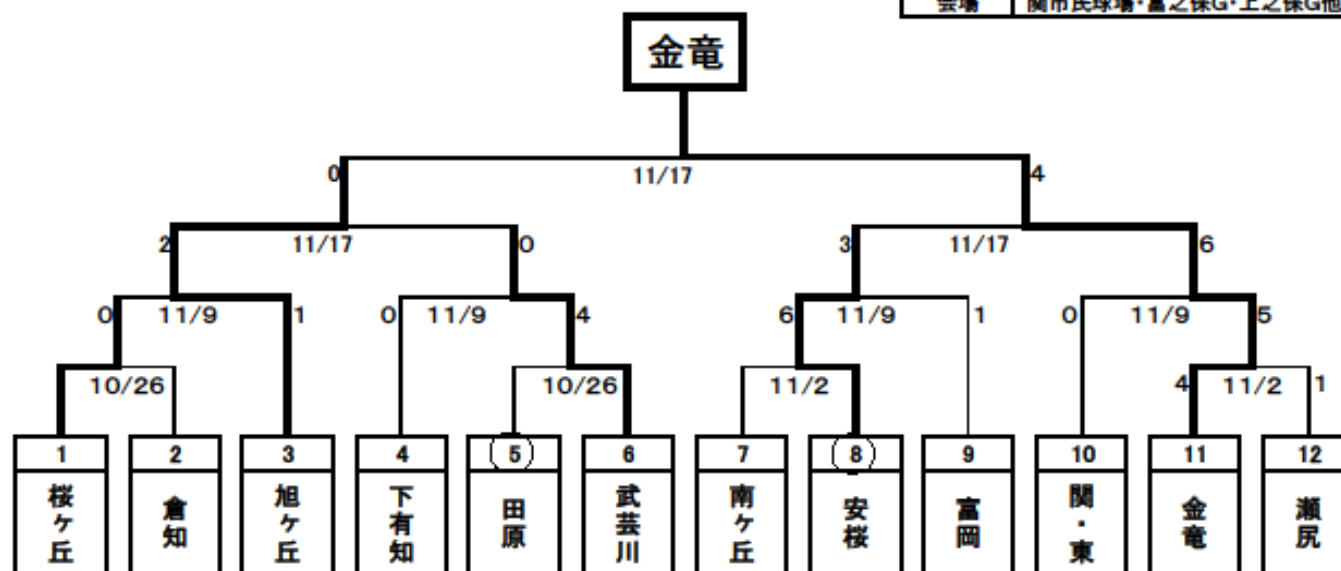 会場 関市民球場・富之保G・上之保G他
金竜
0 11/17 4
2 11/17 0 3 11/17 6
0 11/9 1 0 11/9 4 6 11/9 1 0 11/9 5
10/26 10/26 11/2 4 11/2 1
1 2 3 4 5 6 7 8 9 10 11 12
桜ヶ丘 倉知 旭ヶ丘 下有知 田原 武芸川 南ヶ丘 安桜 富岡 関・東 金竜 瀬尻